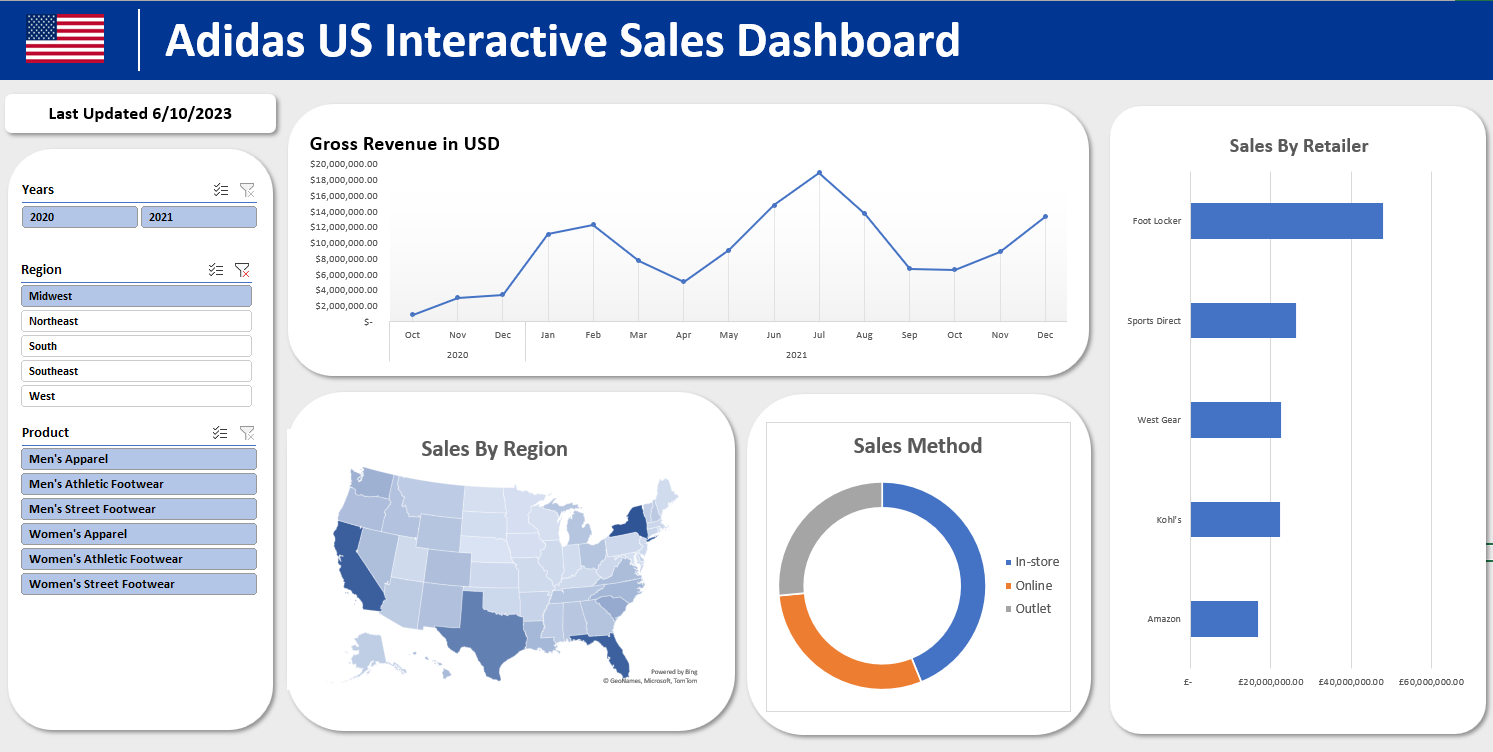 Adidas US Interactive Sales Dashboard
Last Updated 6/10/2023
Years
2020
2021
Region
Midwest
Northeast
South
Southeast
West
Product
Men's Apparel
Men's Athletic Footwear
Men's Street Footwear
Women's Apparel
Women's Athletic Footwear
Women's Street Footwear
Gross Revenue in USD
$20,000,000.00
$18,000,000.00
$16,000,000.00
$14,000,000.00
$12,000,000.00
$10,000,000.00
$8,000,000.00
$6,000,000.00
$4,000,000.00
$2,000,000.00
$-
Oct Nov Dec Jan Feb Mar Apr May Jun Jul Aug Sep Oct Nov Dec
2020 2021
Sales By Region
Powered by Bing
© GeoNames, Microsoft, TomTom
Sales Method
In-store
Online
Outlet
Sales By Retailer
Foot Locker
Sports Direct
West Gear
Kohl's
Amazon
£- £20,000,000.00 £40,000,000.00 £60,000,000.00